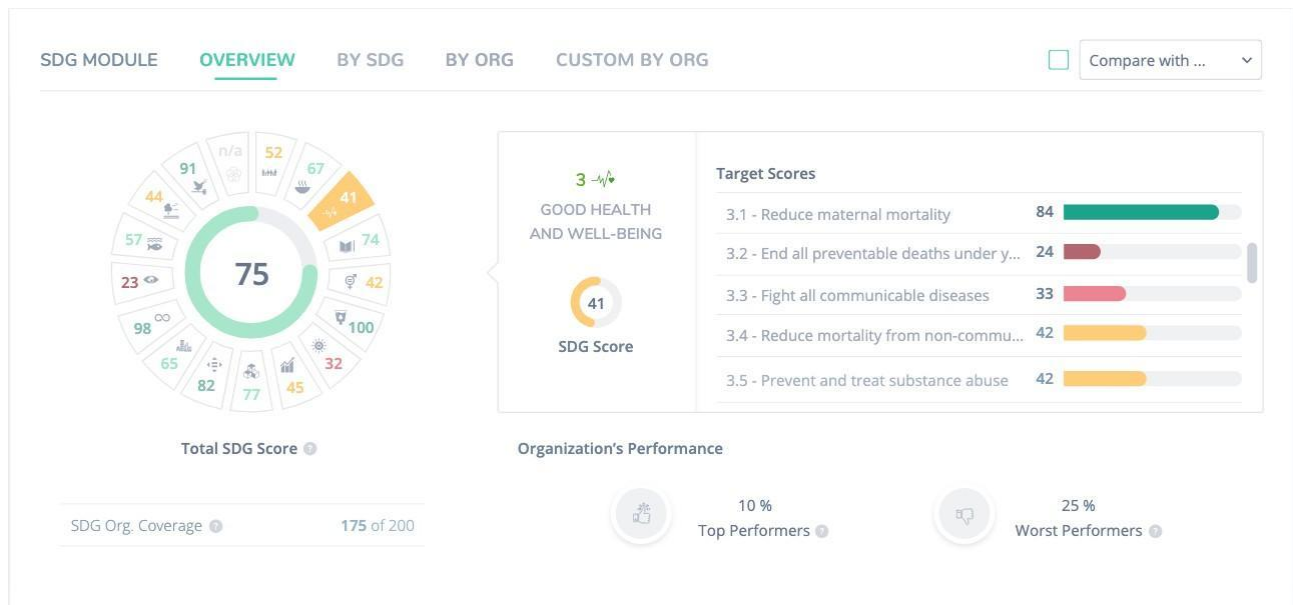 SDG MODULE OVERVIEW BY SDG BY ORG CUSTOM BY ORG Compare with ...
n/a
52
67
41
74
42
100
32
45
77
82
65
98
23
57
44
91
75
Total SDG Score ?
SDG Org. Coverage ? 175 of 200
3
GOOD HEALTH
AND WELL-BEING
41
SDG Score
Target Scores
3.1 - Reduce maternal mortality 84
3.2 - End all preventable deaths under y... 24
3.3 - Fight all communicable diseases 33
3.4 - Reduce mortality from non-commu... 42
3.5 - Prevent and treat substance abuse 42
Organization's Performance
10 %
Top Performers ?
25 %
Worst Performers ?